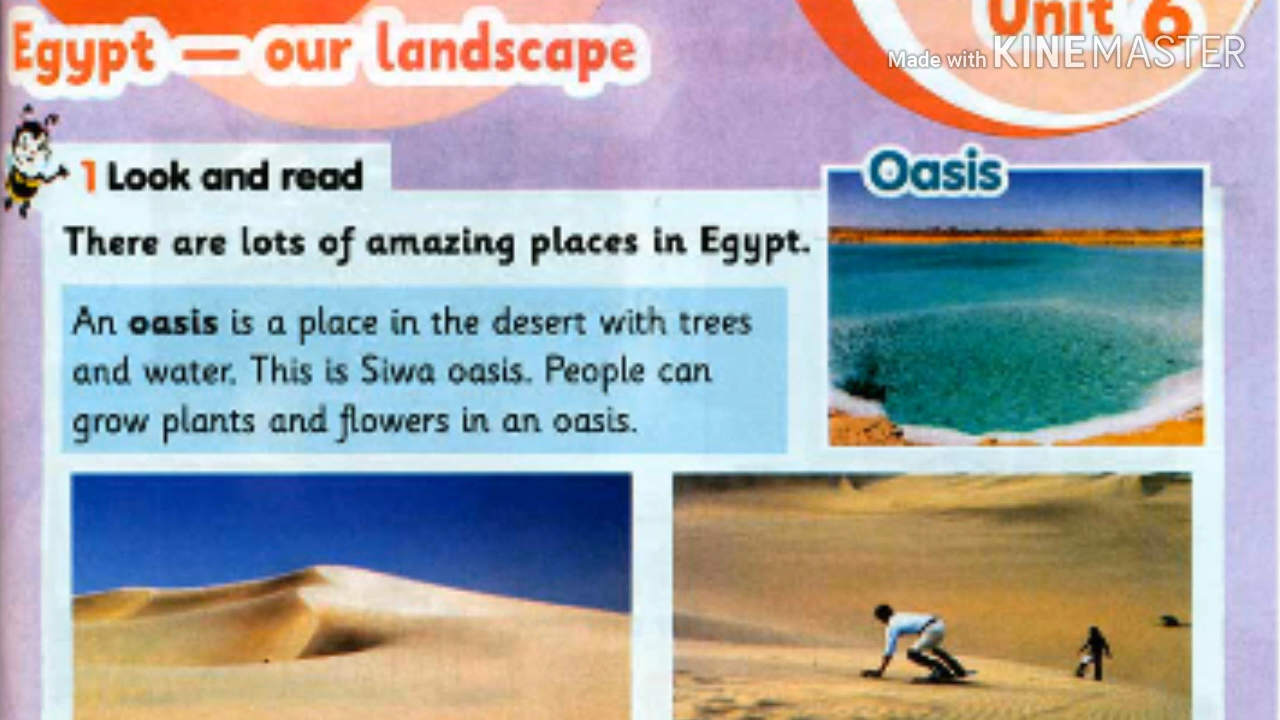 Unit 6
Made with KINEMASTER
Egypt — our landscape
1 Look and read
Oasis
There are lots of amazing places in Egypt.
An oasis is a place in the desert with trees
and water. This is Siwa oasis. People can
grow plants and flowers in an oasis.